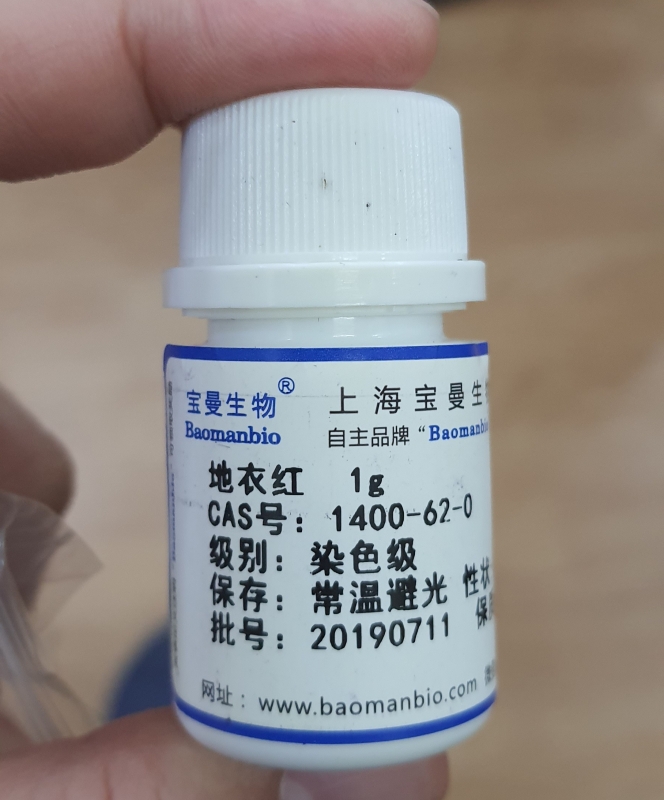 宝曼生物®
Baomanbio
上海宝曼生
自主品牌 “Baomanbio
地衣红 1g
CAS号：1400-62-0
级别：染色级
保存：常温避光
性状
保
批号：20190711
网址：www.baomanbio.com